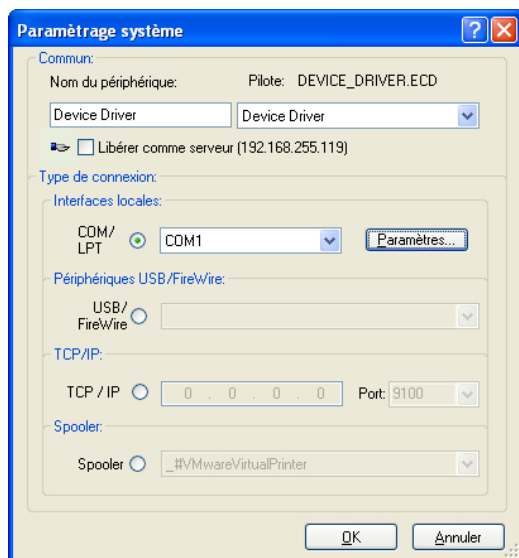 Paramètrage système
Commun:
Nom du périphérique: Pilote: DEVICE_DRIVER.ECD
Device Driver Device Driver
Libérer comme serveur (192.168.255.119)
Type de connexion:
Interfaces locales:
COM/
LPT COM1 Paramètres...
Périphériques USB/FireWire:
USB/
FireWire
TCP/IP:
TCP / IP 0 . 0 . 0 . 0 Port: 9100
Spooler:
Spooler _#VMwareVirtualPrinter
OK Annuler